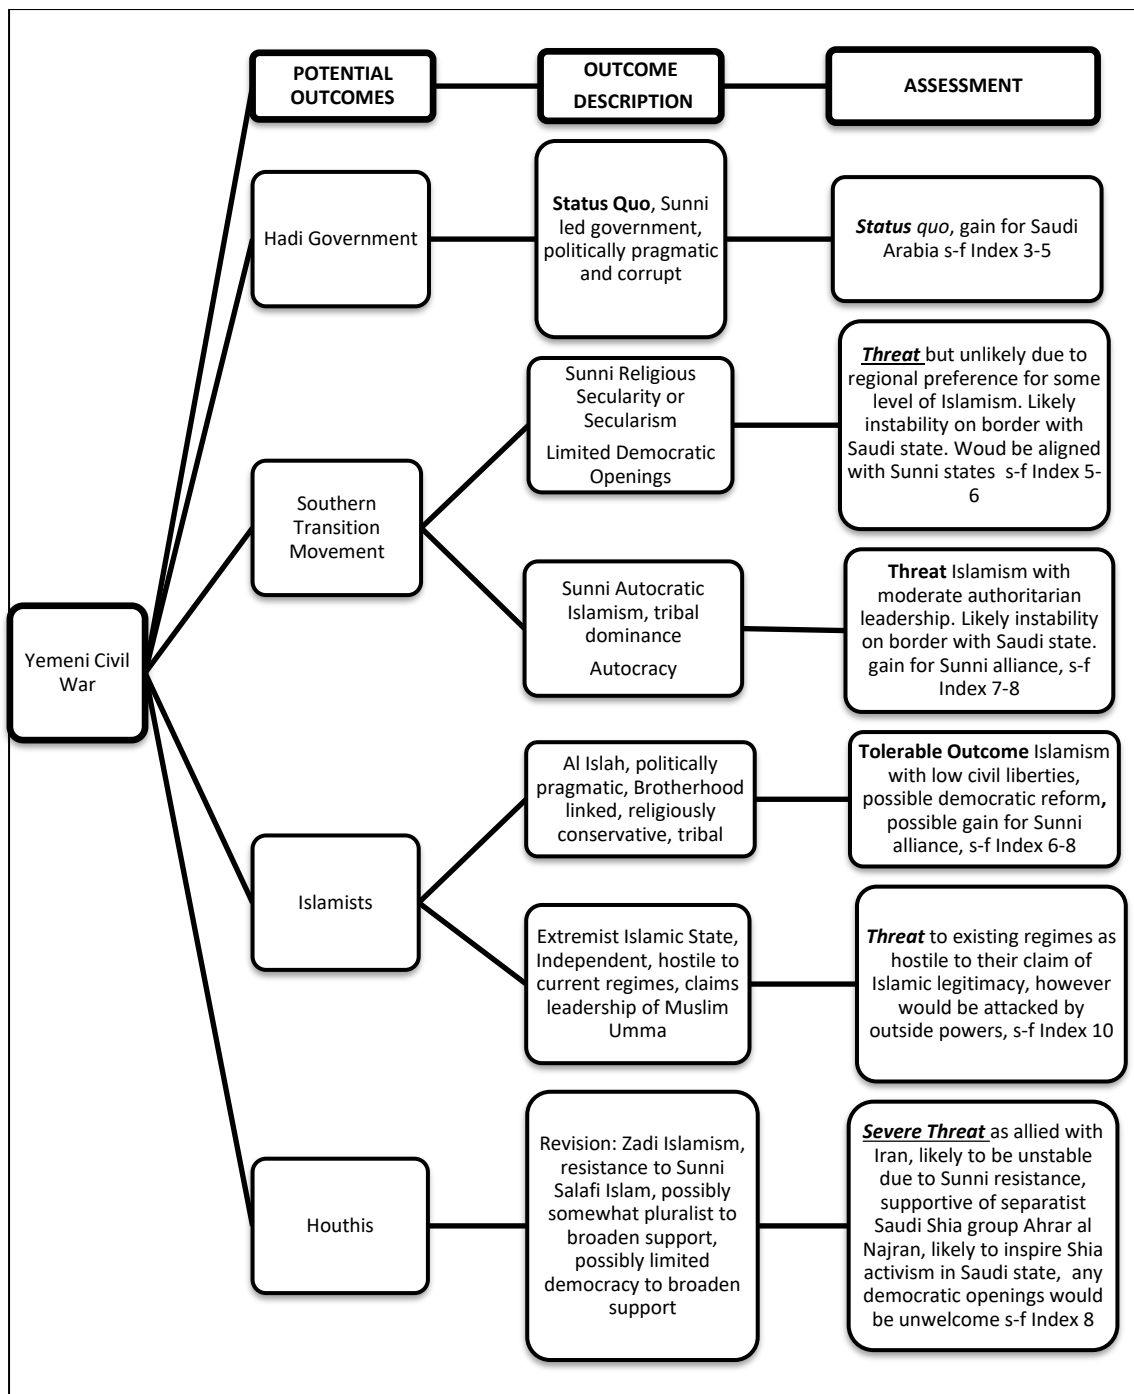 POTENTIAL
OUTCOMES
OUTCOME
DESCRIPTION
ASSESSMENT
Hadi Government
Status Quo, Sunni
led government,
politically pragmatic
and corrupt
Status quo, gain for Saudi
Arabia s-f Index 3-5
Yemeni Civil
War
Southern
Transition
Movement
Sunni Religious
Secularity or
Secularism
Limited Democratic
Openings
Threat but unlikely due to
regional preference for some
level of Islamism. Likely
instability on border with
Saudi state. Woud be aligned
with Sunni states s-f Index 5-
6
Sunni Autocratic
Islamism, tribal
dominance
Autocracy
Threat Islamism with
moderate authoritarian
leadership. Likely instability
on border with Saudi state.
gain for Sunni alliance, s-f
Index 7-8
Islamists
Al Islah, politically
pragmatic, Brotherhood
linked, religiously
conservative, tribal
Tolerable Outcome Islamism
with low civil liberties,
possible democratic reform,
possible gain for Sunni
alliance, s-f Index 6-8
Extremist Islamic State,
Independent, hostile to
current regimes, claims
leadership of Muslim
Umma
Threat to existing regimes as
hostile to their claim of
Islamic legitimacy, however
would be attacked by
outside powers, s-f Index 10
Houthis
Revision: Zadi Islamism,
resistance to Sunni
Salafi Islam, possibly
somewhat pluralist to
broaden support,
possibly limited
democracy to broaden
support
Severe Threat as allied with
Iran, likely to be unstable
due to Sunni resistance,
supportive of separatist
Saudi Shia group Ahrar al
Najran, likely to inspire Shia
activism in Saudi state, any
democratic openings would
be unwelcome s-f Index 8